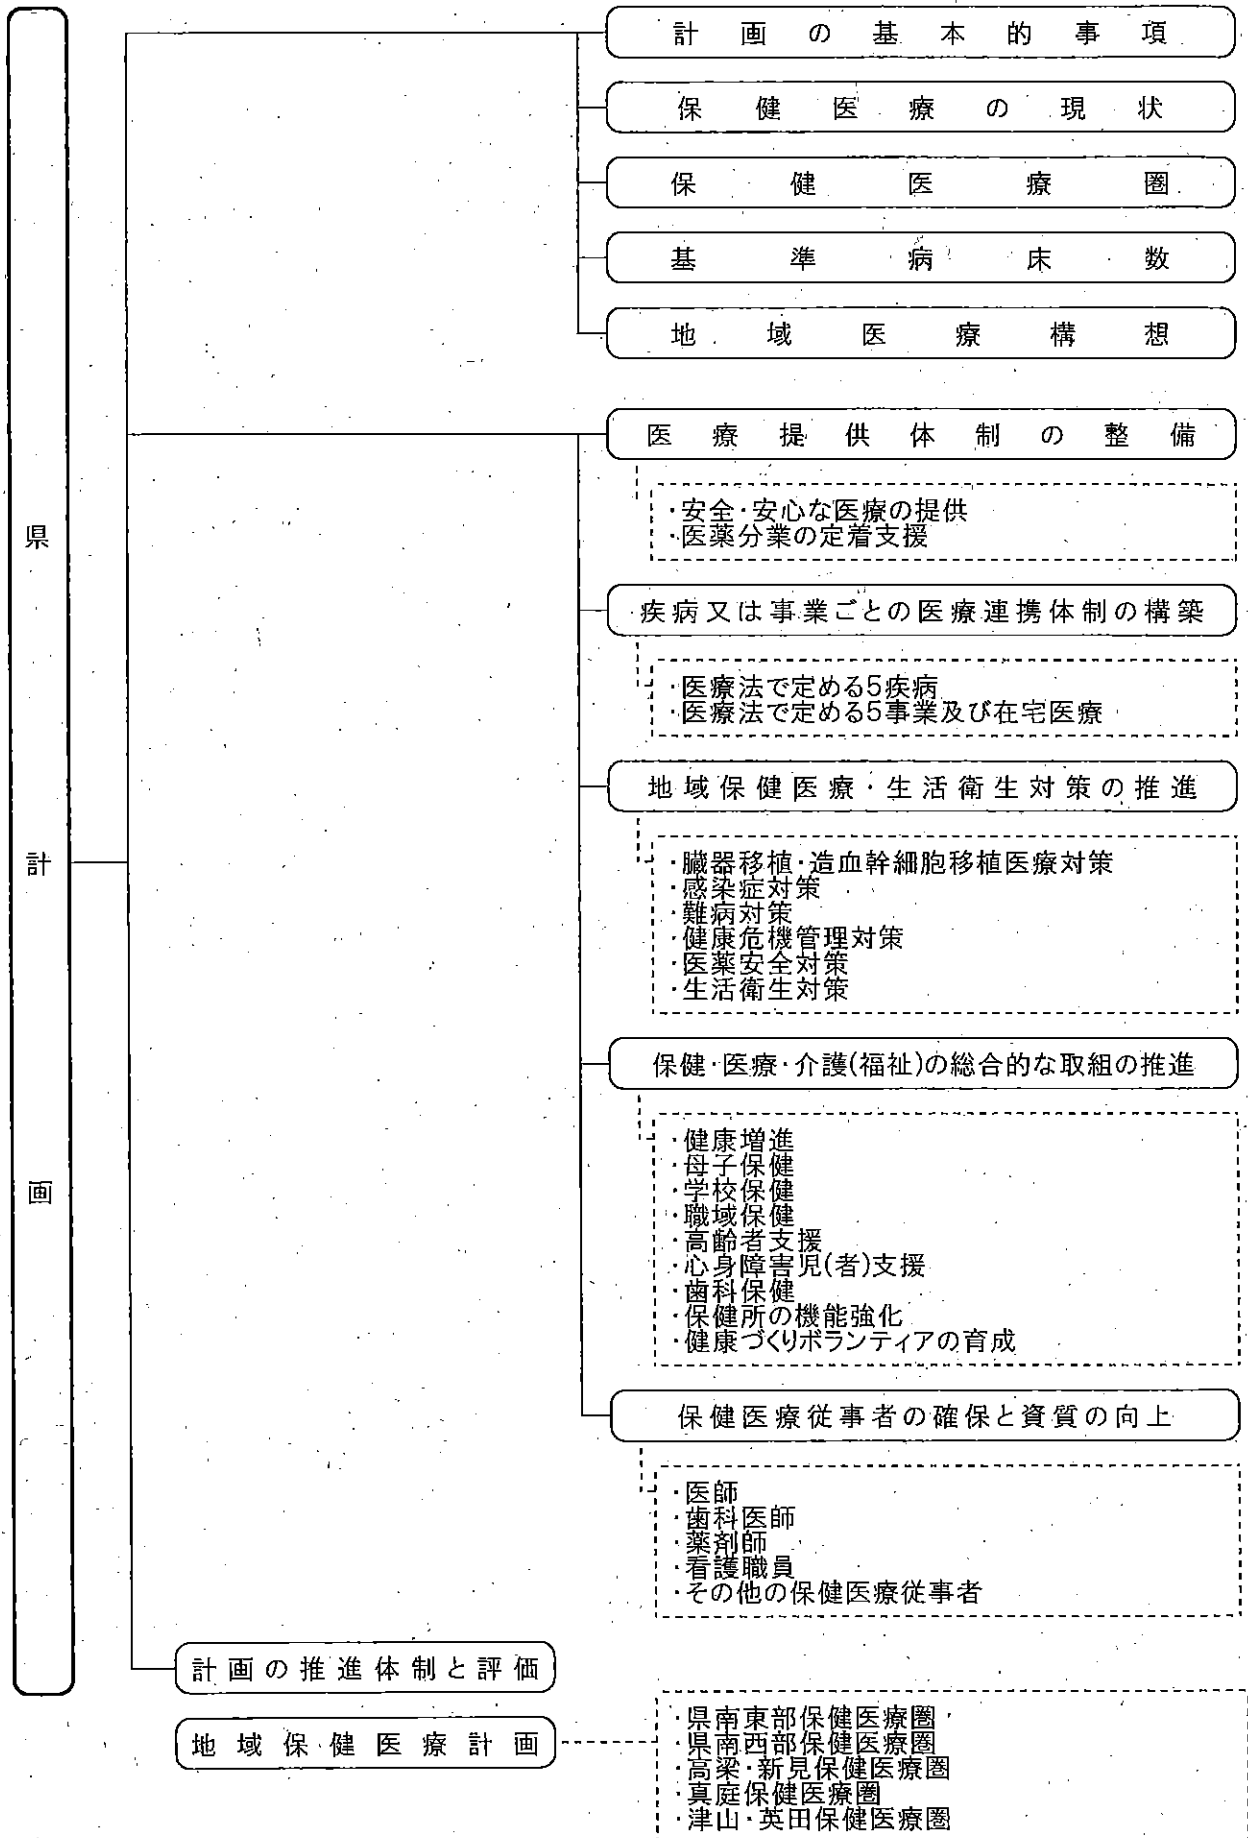 県計画
計画の基本的事項
保健医療の現状
保健医療圏
基準病床数
地域医療構想
医療提供体制の整備
・安全・安心な医療の提供
・医薬分業の定着支援
疾病又は事業ごとの医療連携体制の構築
・医療法で定める5疾病
・医療法で定める5事業及び在宅医療
地域保健医療・生活衛生対策の推進
・臓器移植・造血幹細胞移植医療対策
・感染症対策
・難病対策
・健康危機管理対策
・医薬安全対策
・生活衛生対策
保健・医療・介護(福祉)の総合的な取組の推進
・健康増進
・母子保健
・学校保健
・職域保健
・高齢者支援
・心身障害児(者)支援
・歯科保健
・保健所の機能強化
・健康づくりボランティアの育成
保健医療従事者の確保と資質の向上
・医師
・歯科医師
・薬剤師
・看護職員
・その他の保健医療従事者
計画の推進体制と評価
地域保健医療計画
・県南東部保健医療圏
・県南西部保健医療圏
・高梁・新見保健医療圏
・真庭保健医療圏
・津山・英田保健医療圏